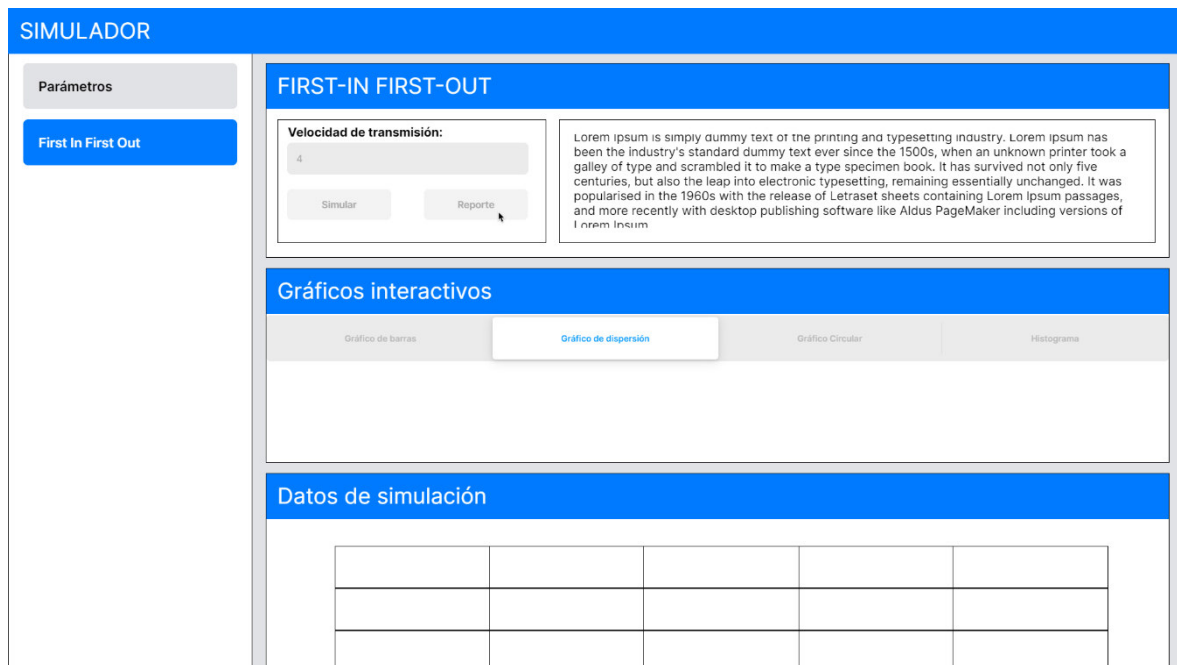 SIMULADOR
Parámetros
First In First Out
FIRST-IN FIRST-OUT
Velocidad de transmisión:
4
Simular
Reporte
Lorem Ipsum is simply dummy text of the printing and typesetting industry. Lorem Ipsum has
been the industry's standard dummy text ever since the 1500s, when an unknown printer took a
galley of type and scrambled it to make a type specimen book. It has survived not only five
centuries, but also the leap into electronic typesetting, remaining essentially unchanged. It was
popularised in the 1960s with the release of Letraset sheets containing Lorem Ipsum passages,
and more recently with desktop publishing software like Aldus PageMaker including versions of
Lorem Ipsum
Gráficos interactivos
Gráfico de barras
Gráfico de dispersión
Gráfico Circular
Histograma
Datos de simulación